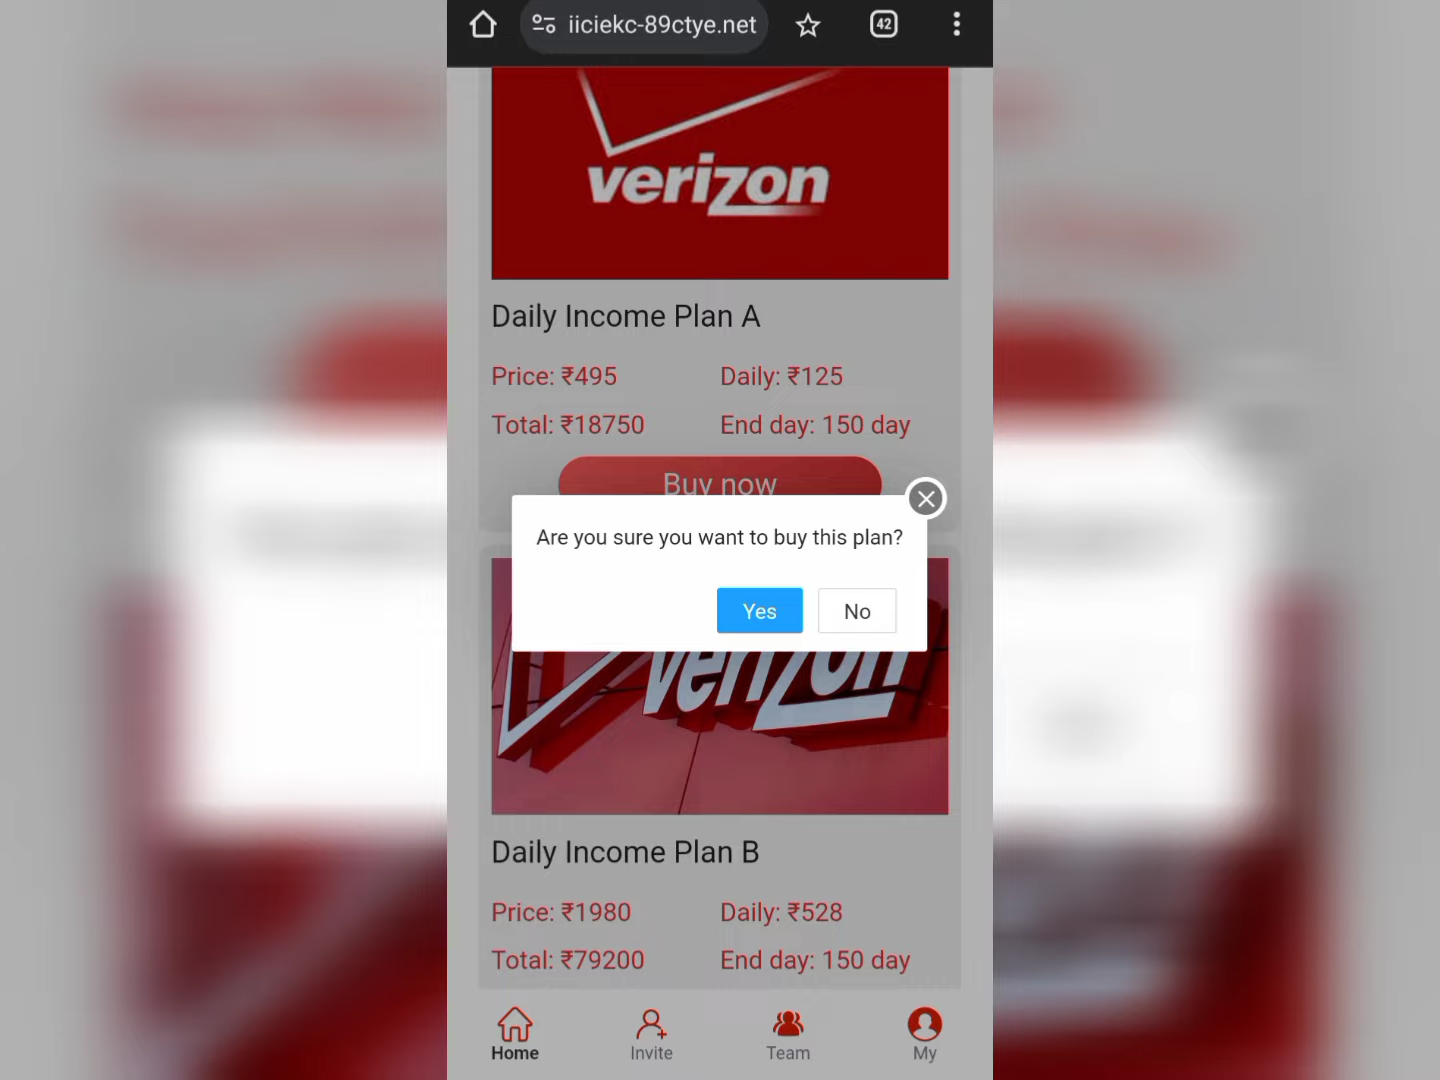 iiciekc-89ctye.net
42
verizon
Daily Income Plan A
Price: ₹495 Daily: ₹125
Total: ₹18750 End day: 150 day
Buy now
Are you sure you want to buy this plan?
Yes No
verizon
Daily Income Plan B
Price: ₹1980 Daily: ₹528
Total: ₹79200 End day: 150 day
Home Invite Team My